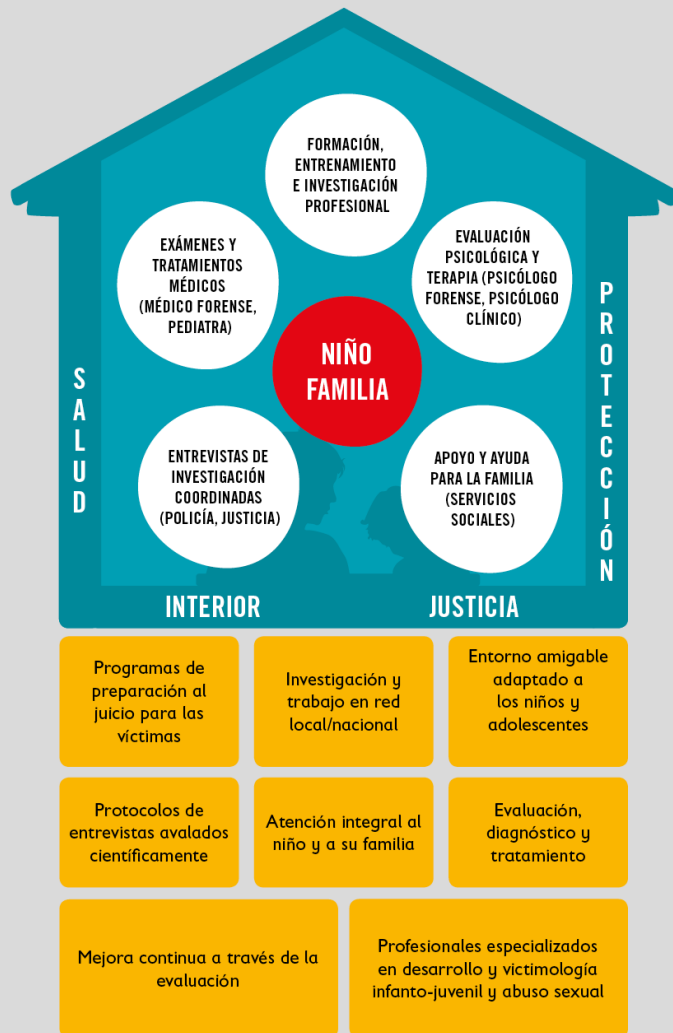 FORMACIÓN,
ENTRENAMIENTO
E INVESTIGACIÓN
PROFESIONAL
EXÁMENES Y
TRATAMIENTOS
MÉDICOS
(MÉDICO FORENSE,
PEDIATRA)
EVALUACIÓN
PSICOLÓGICA Y
TERAPIA (PSICÓLOGO
FORENSE, PSICÓLOGO
CLÍNICO)
NIÑO
FAMILIA
SALUD
PROTECCIÓN
ENTREVISTAS DE
INVESTIGACIÓN
COORDINADAS
(POLICÍA, JUSTICIA)
APOYO Y AYUDA
PARA LA FAMILIA
(SERVICIOS
SOCIALES)
INTERIOR
JUSTICIA
Programas de
preparación al
juicio para las
víctimas
Investigación y
trabajo en red
local/nacional
Entorno amigable
adaptado a
los niños y
adolescentes
Protocolos de
entrevistas avalados
científicamente
Atención integral al
niño y a su familia
Evaluación,
diagnóstico y
tratamiento
Mejora continua a través de la
evaluación
Profesionales especializados
en desarrollo y victimología
infanto-juvenil y abuso sexual